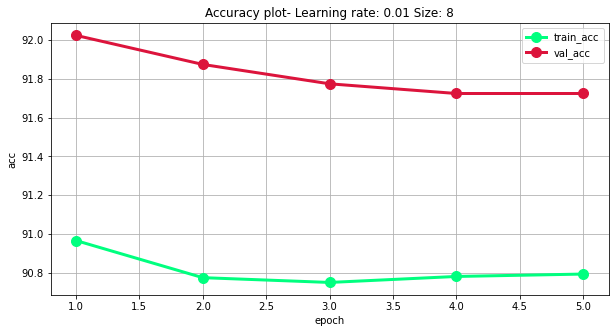 Accuracy plot- Learning rate: 0.01 Size: 8
train_acc
val_acc
92.0
91.8
91.6
91.4
91.2
91.0
90.8
acc
1.0 1.5 2.0 2.5 3.0 3.5 4.0 4.5 5.0
epoch